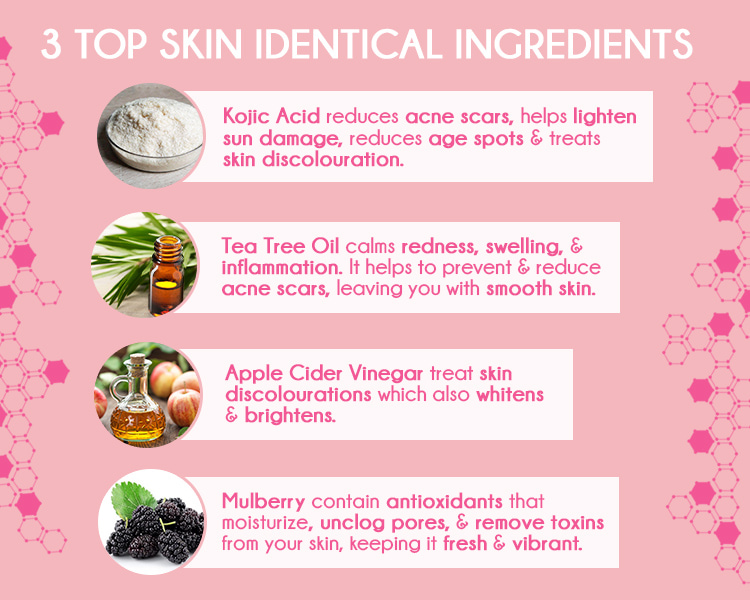 3 TOP SKIN IDENTICAL INGREDIENTS
Kojic Acid reduces acne scars, helps lighten
sun damage, reduces age spots & treats
skin discolouration.
Tea Tree Oil calms redness, swelling, &
inflammation. It helps to prevent & reduce
acne scars, leaving you with smooth skin.
Apple Cider Vinegar treat skin
discolourations which also whitens
& brightens.
Mulberry contain antioxidants that
moisturize, unclog pores, & remove toxins
from your skin, keeping it fresh & vibrant.